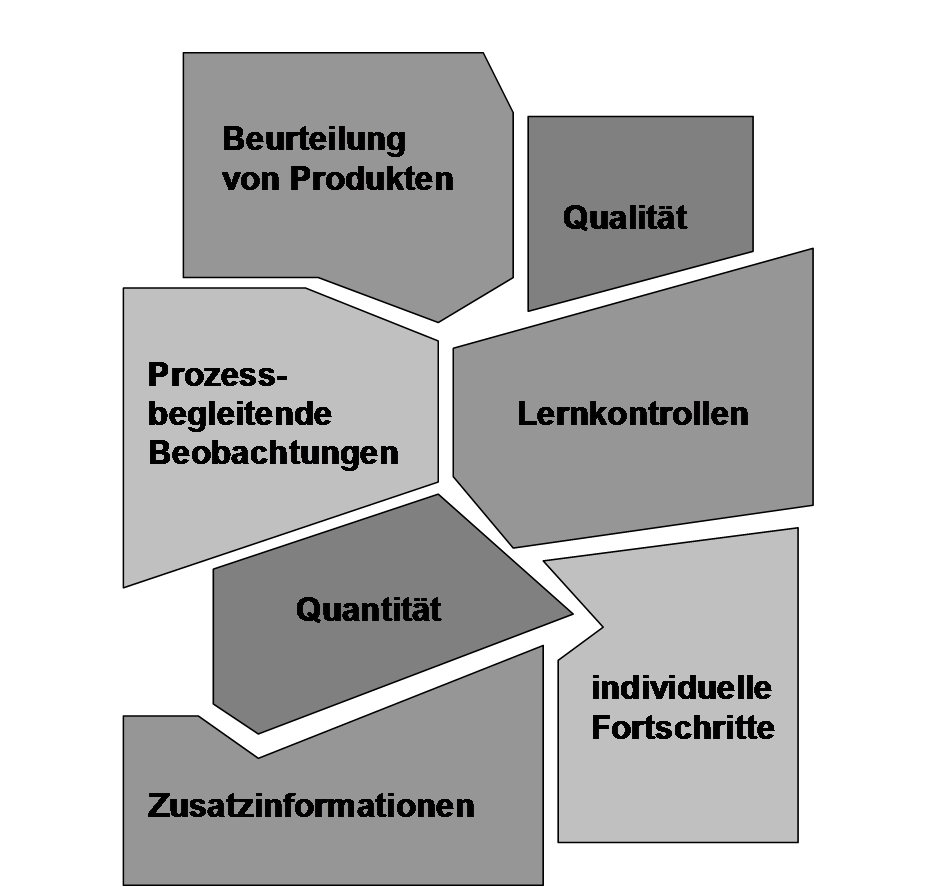 Beurteilung
von Produkten
Qualität
Prozess-
begleitende
Beobachtungen
Lernkontrollen
Quantität
individuelle
Fortschritte
Zusatzinformationen